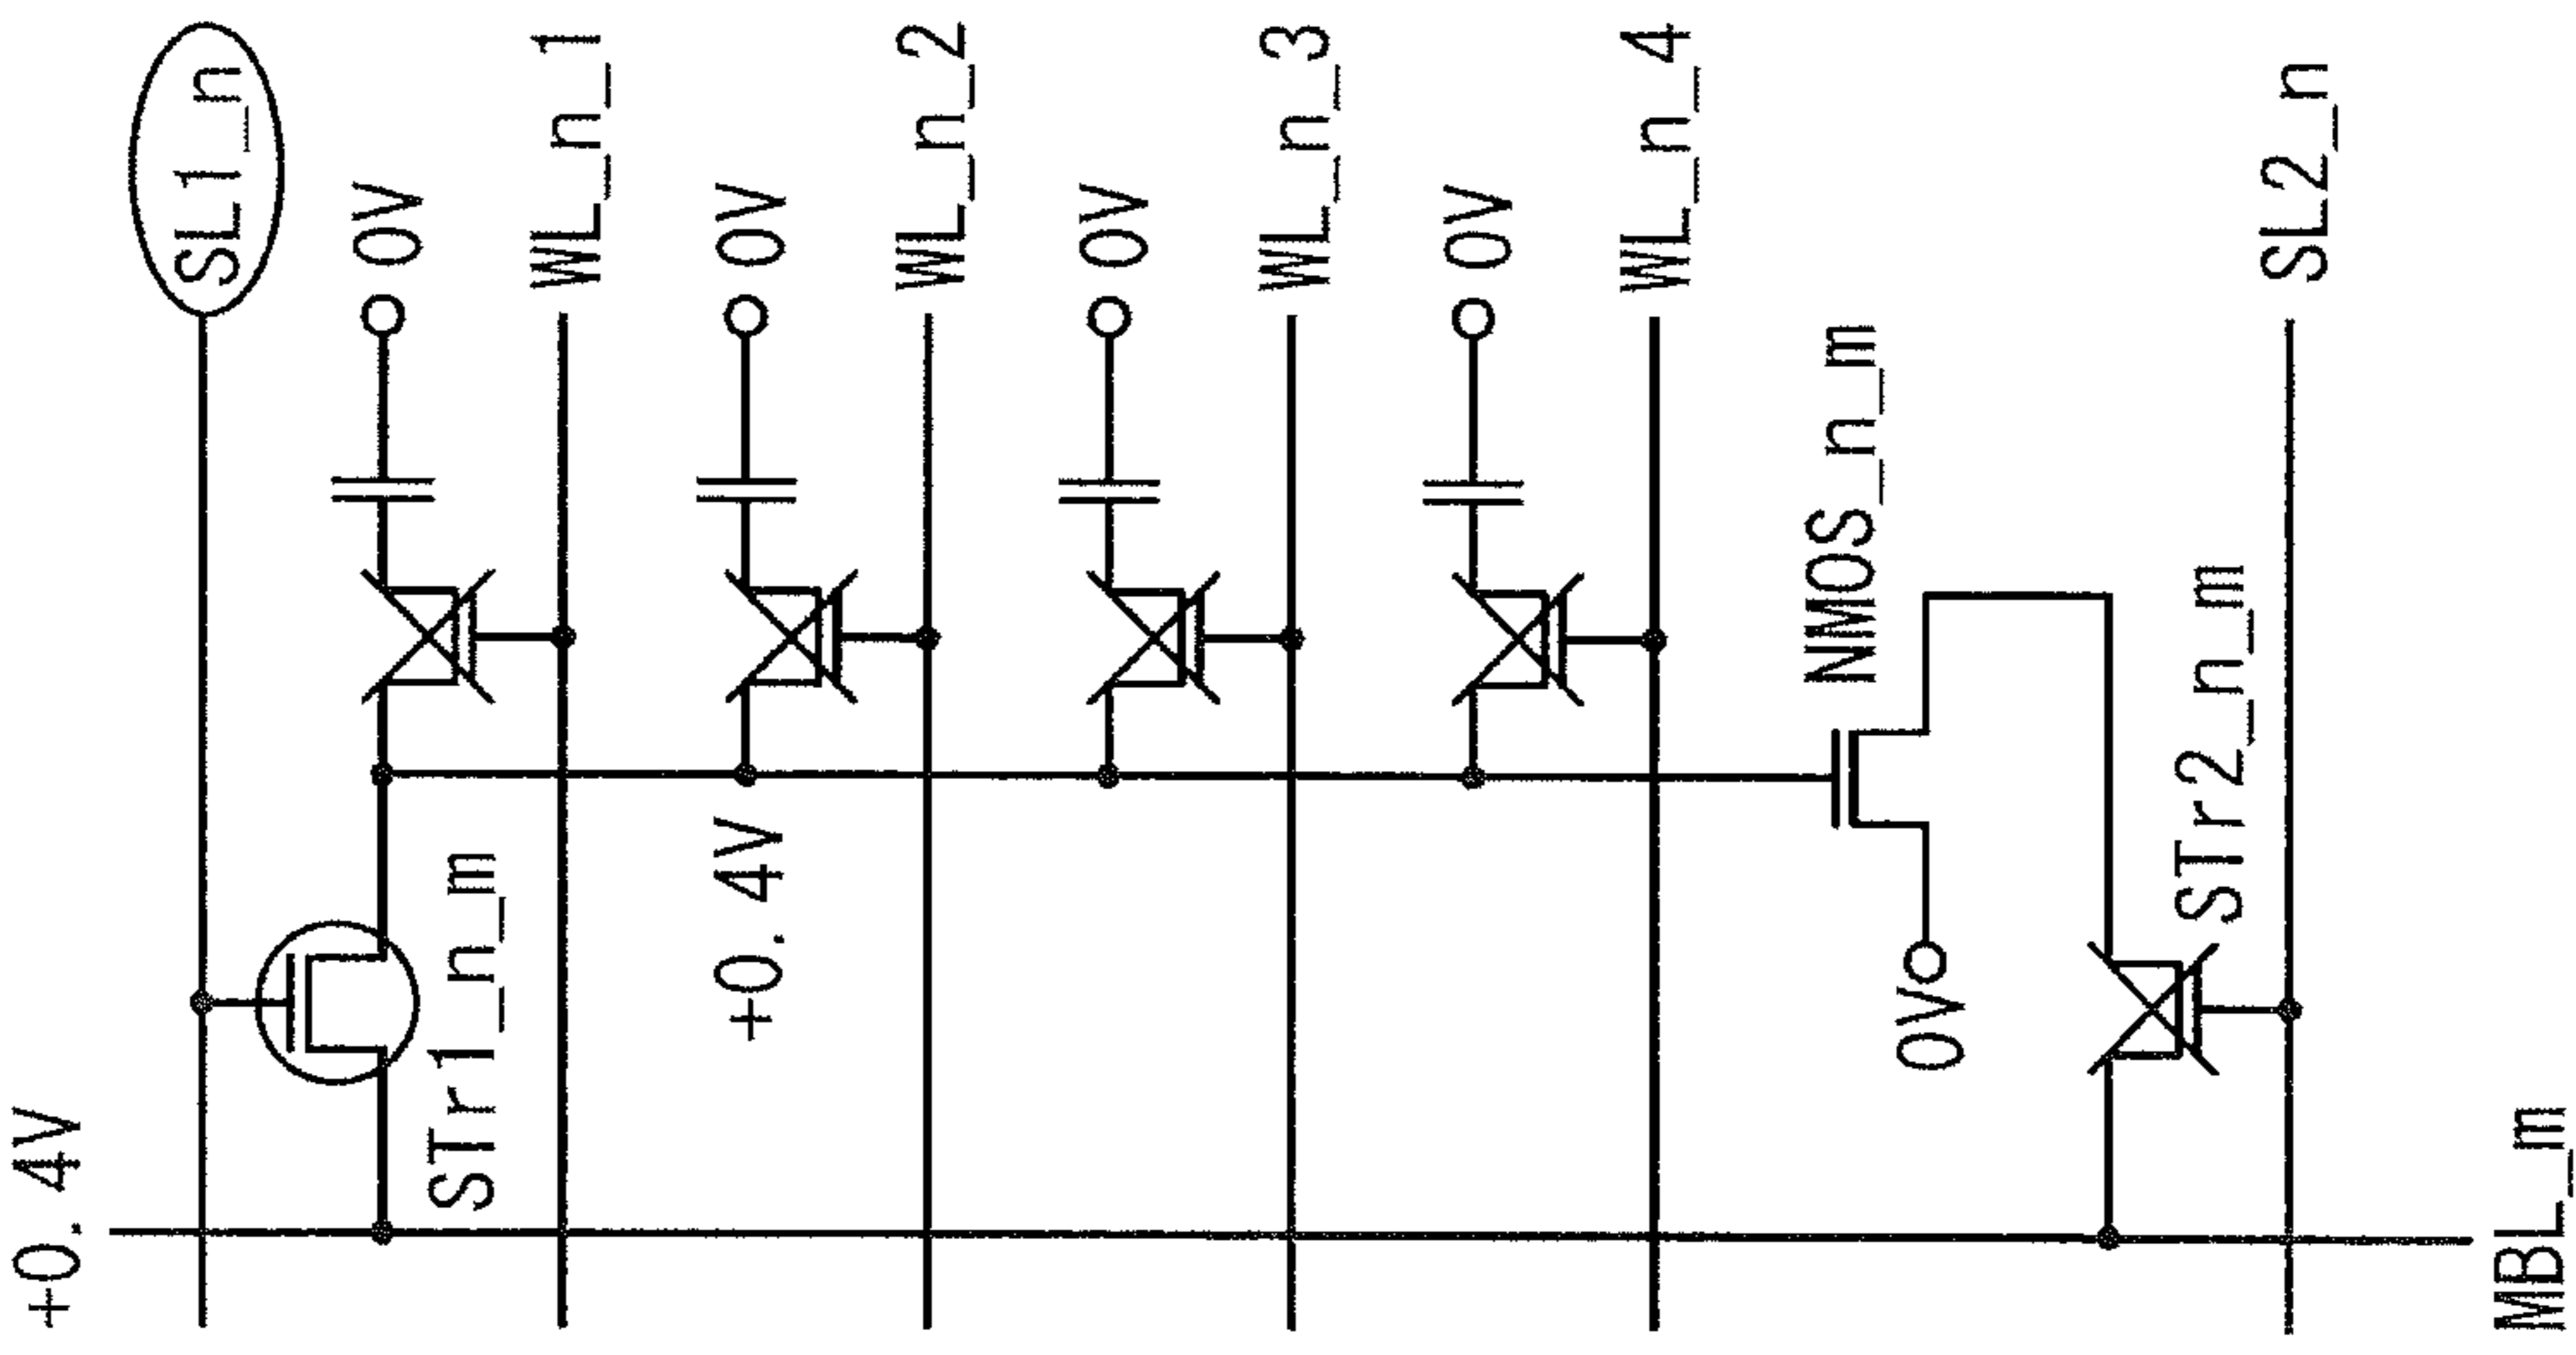 +0. 4V
SL1_n
0V
WL_n_1
STr1_n_m
0V
+0. 4V
WL_n_2
0V
WL_n_3
0V
WL_n_4
NMOS_n_m
0V
STr2_n_m
SL2_n
MBL_m